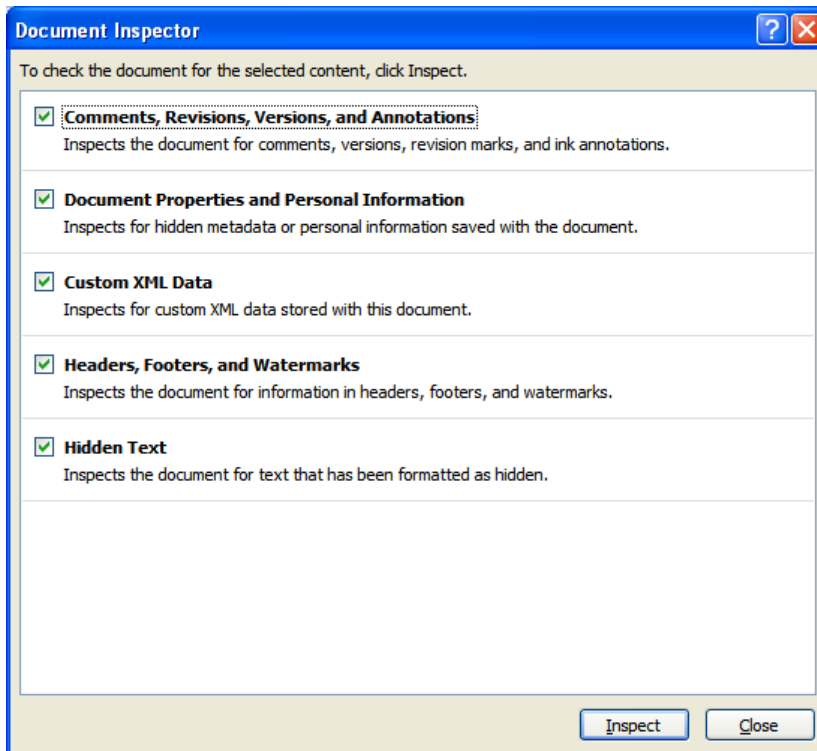 Document Inspector
To check the document for the selected content, click Inspect.
Comments, Revisions, Versions, and Annotations
Inspects the document for comments, versions, revision marks, and ink annotations.
Document Properties and Personal Information
Inspects for hidden metadata or personal information saved with the document.
Custom XML Data
Inspects for custom XML data stored with this document.
Headers, Footers, and Watermarks
Inspects the document for information in headers, footers, and watermarks.
Hidden Text
Inspects the document for text that has been formatted as hidden.
Inspect Close